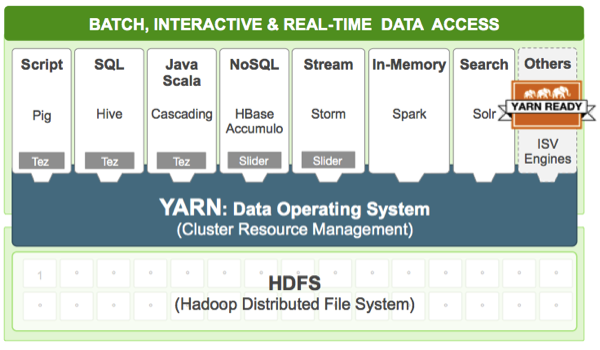 BATCH, INTERACTIVE & REAL-TIME DATA ACCESS
Script
Pig
Tez
SQL
Hive
Tez
Java
Scala
Cascading
Tez
NoSQL
HBase
Accumulo
Slider
Stream
Storm
Slider
In-Memory
Spark
Search
Solr
Others
YARN READY
ISV
Engines
YARN: Data Operating System
(Cluster Resource Management)
1
HDFS
(Hadoop Distributed File System)